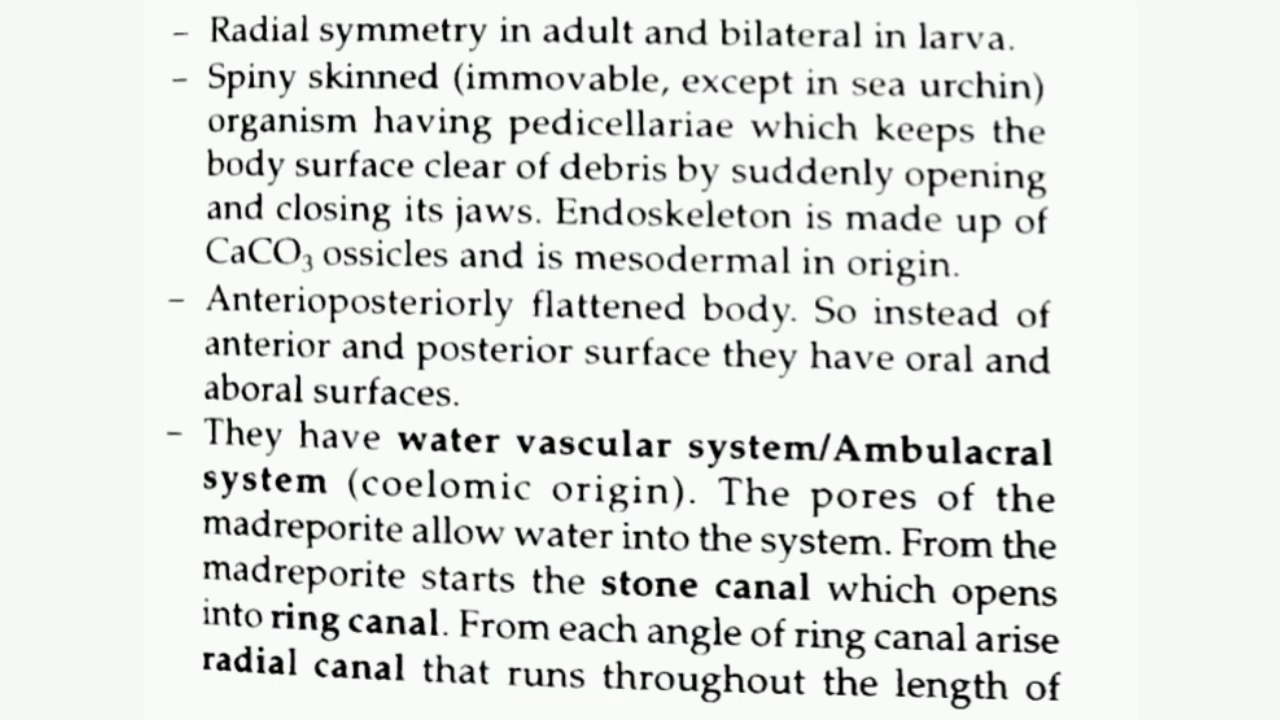 – Radial symmetry in adult and bilateral in larva.
– Spiny skinned (immovable, except in sea urchin)
organism having pedicellariae which keeps the
body surface clear of debris by suddenly opening
and closing its jaws. Endoskeleton is made up of
CaCO₃ ossicles and is mesodermal in origin.
– Anterioposteriorly flattened body. So instead of
anterior and posterior surface they have oral and
aboral surfaces.
– They have water vascular system/Ambulacral
system (coelomic origin). The pores of the
madreporite allow water into the system. From the
madreporite starts the stone canal which opens
into ring canal. From each angle of ring canal arise
radial canal that runs throughout the length of